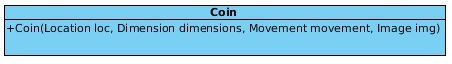 Coin
+Coin(Location loc, Dimension dimensions, Movement movement, Image img)